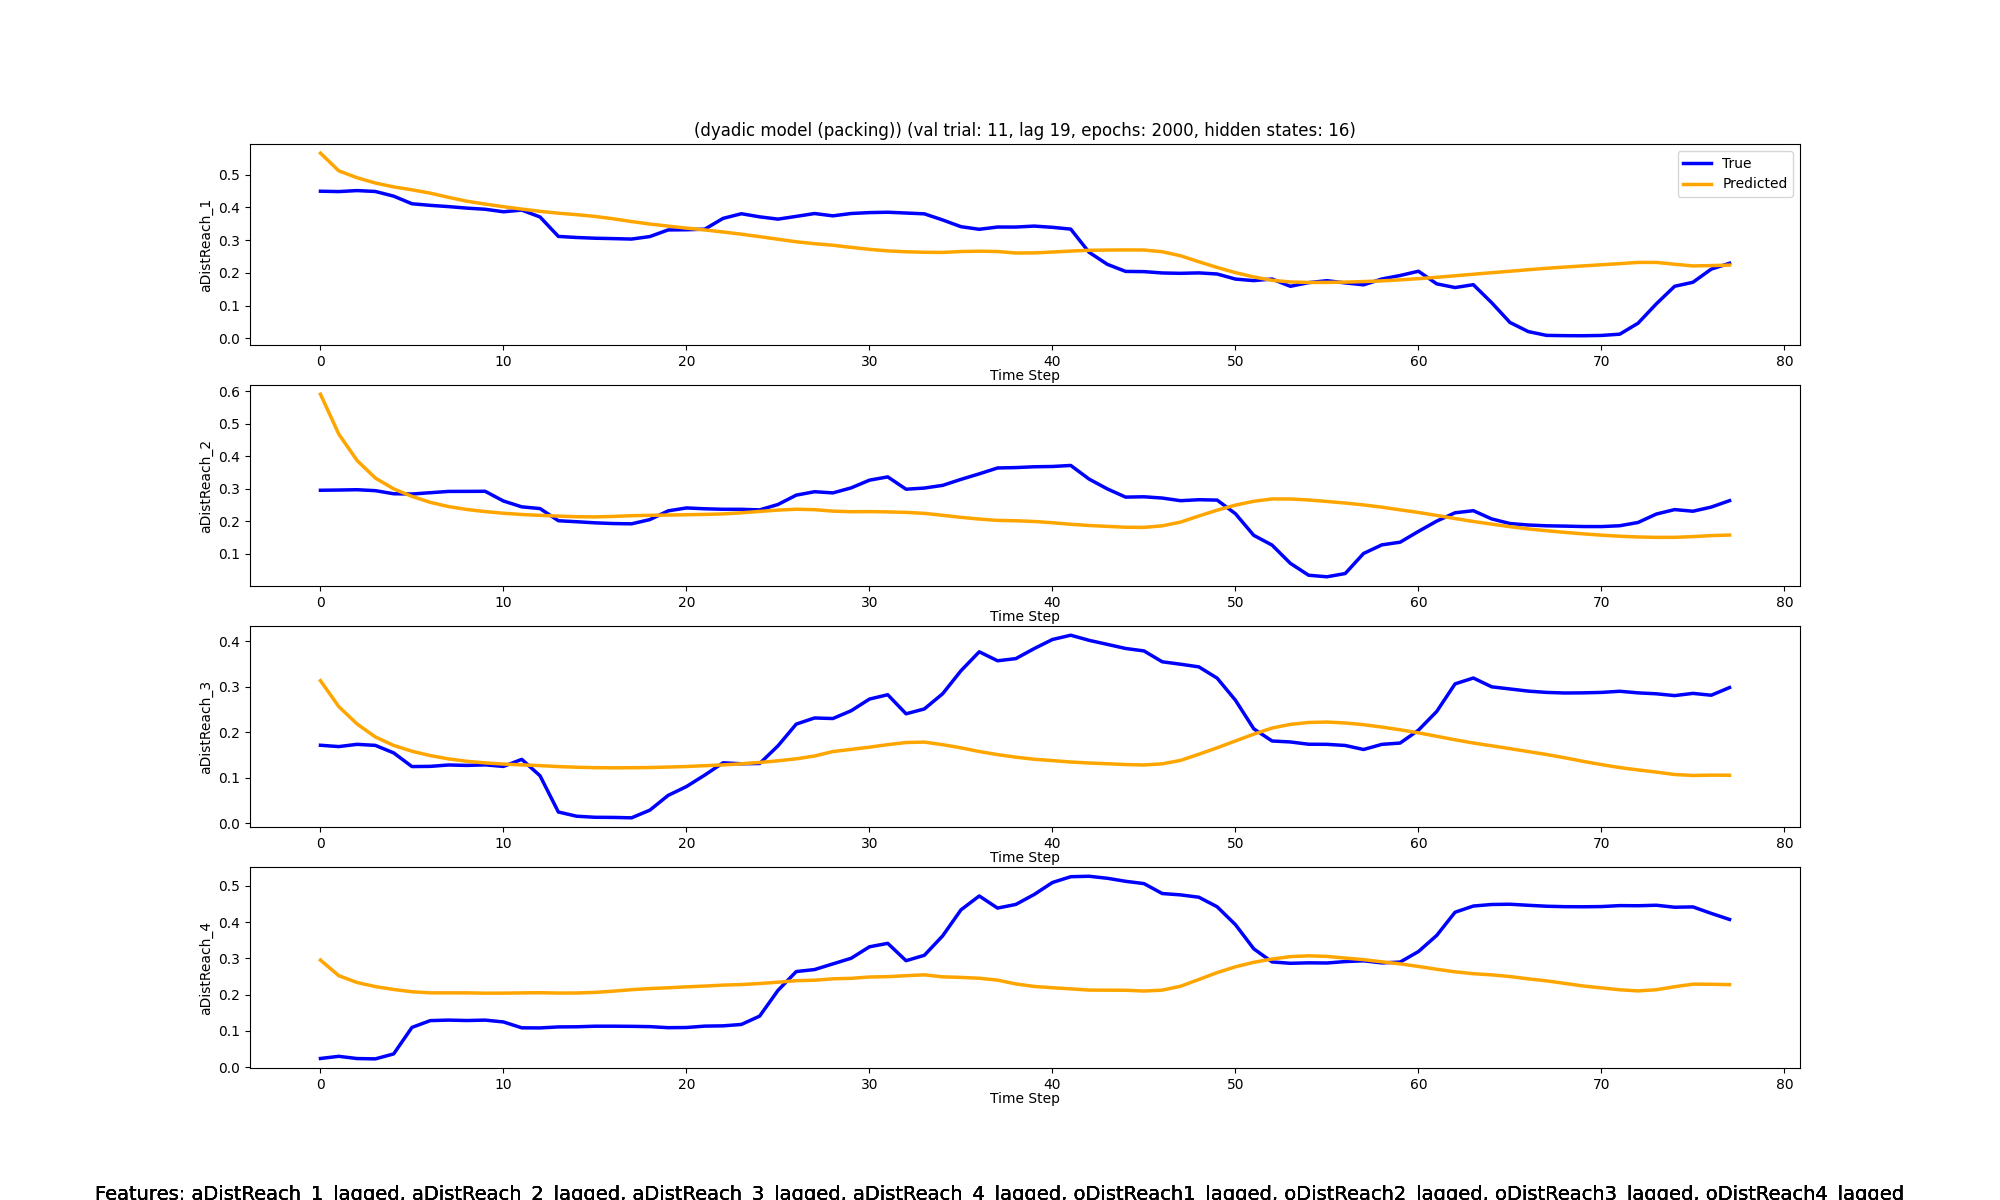 (dyadic model (packing)) (val trial: 11, lag 19, epochs: 2000, hidden states: 16)
True
Predicted
aDistReach_1
0.5
0.4
0.3
0.2
0.1
0.0
0 10 20 30 40 50 60 70 80
Time Step
aDistReach_2
0.6
0.5
0.4
0.3
0.2
0.1
0 10 20 30 40 50 60 70 80
Time Step
aDistReach_3
0.4
0.3
0.2
0.1
0.0
0 10 20 30 40 50 60 70 80
Time Step
aDistReach_4
0.5
0.4
0.3
0.2
0.1
0.0
0 10 20 30 40 50 60 70 80
Time Step
Features: aDistReach_1_lagged, aDistReach_2_lagged, aDistReach_3_lagged, aDistReach_4_lagged, oDistReach1_lagged, oDistReach2_lagged, oDistReach3_lagged, oDistReach4_lagged